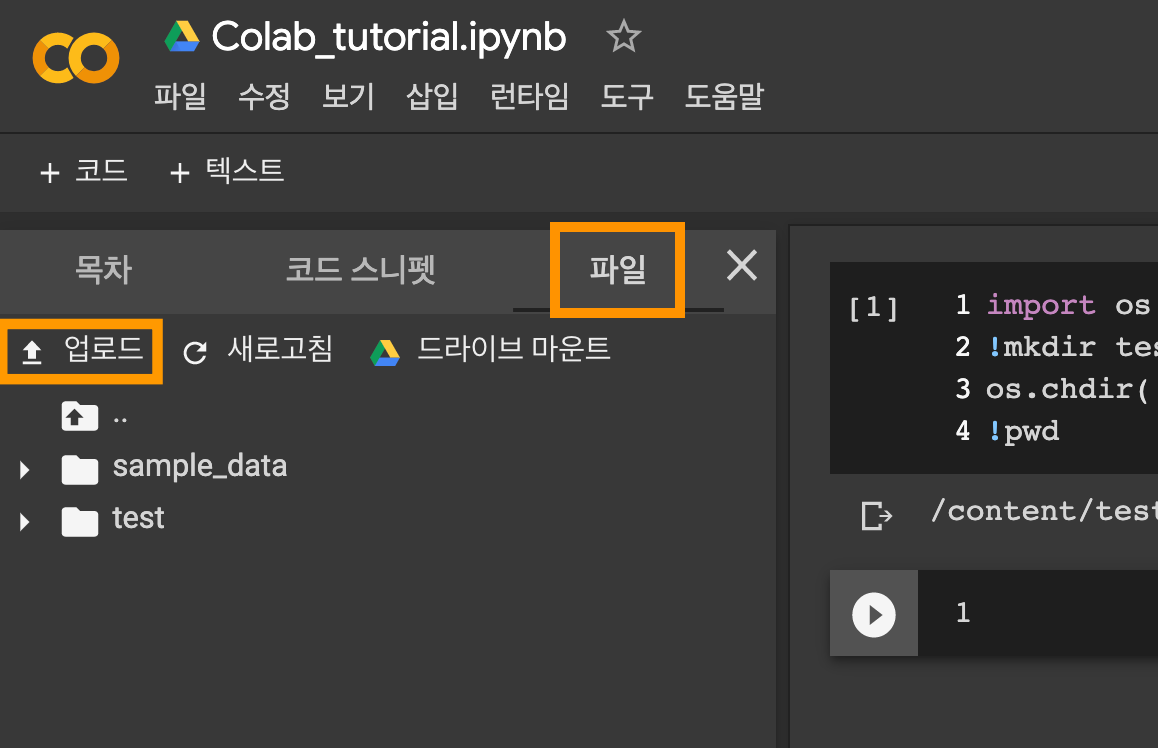 Colab_tutorial.ipynb
파일 수정 보기 삽입 런타임 도구 도움말
+ 코드 + 텍스트
목차 코드 스니펫 파일
업로드 새로고침 드라이브 마운트
..
sample_data
test
[1] 1 import os
2 !mkdir tes
3 os.chdir(
4 !pwd
/content/test
1